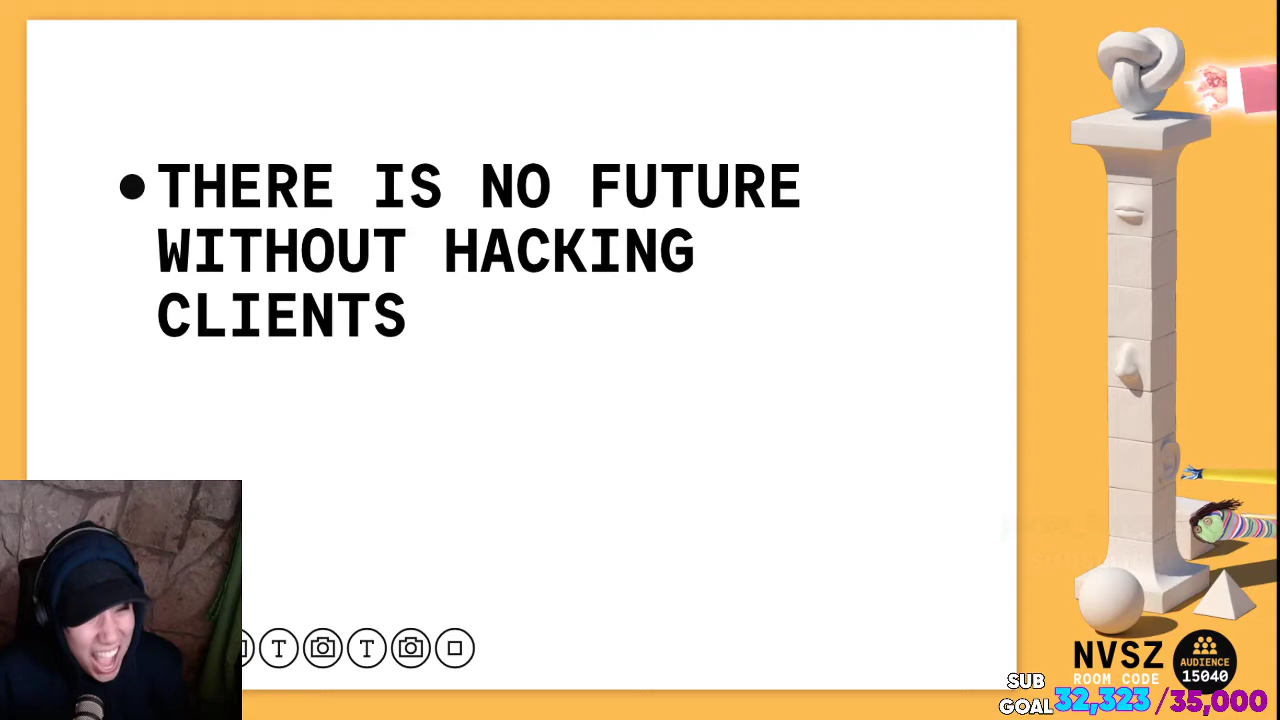 • THERE IS NO FUTURE
WITHOUT HACKING
CLIENTS
T
T
NVSZ
ROOM CODE
AUDIENCE
15040
SUB
GOAL 32,323/35,000